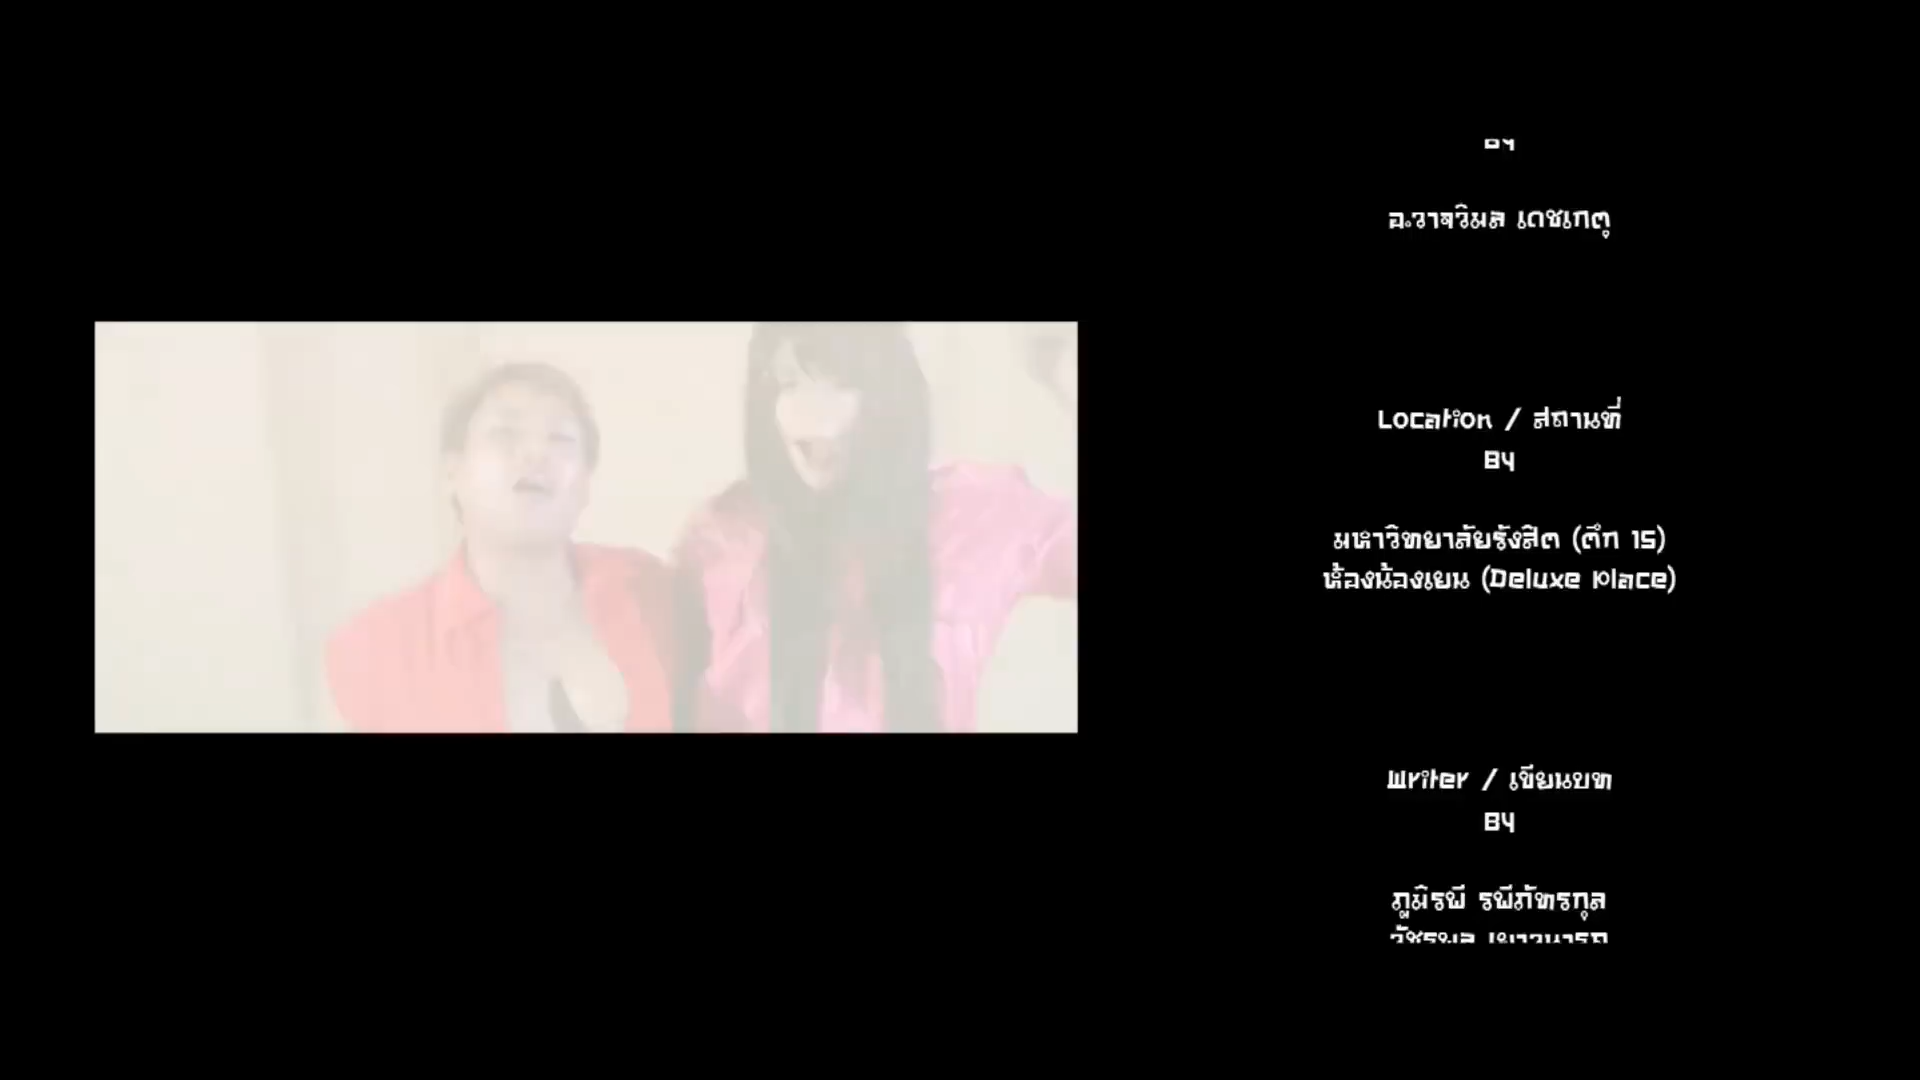 BY
อ.วาจวิมล เดชเกตุ
Location / สถานที่
BY
มหาวิทยาลัยรังสิต (ตึก 15)
ห้องน้องเยน (Deluxe place)
Writer / เขียนบท
BY
ภูมิรพี รพีภัทรกุล